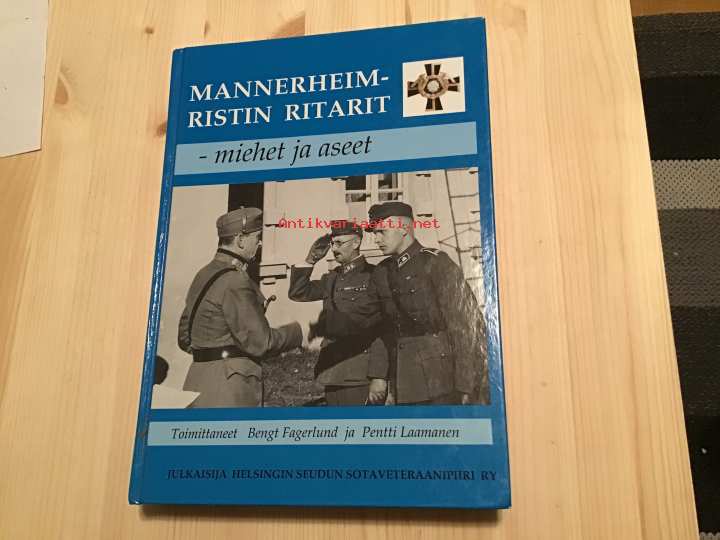 MANNERHEIM-
RISTIN RITARIT
- miehet ja aseet
Antikvariaatti.net
Toimittaneet Bengt Fagerlund ja Pentti Laamanen
JULKAISIJA HELSINGIN SEUDUN SOTAVETERAANIPIIRI RY